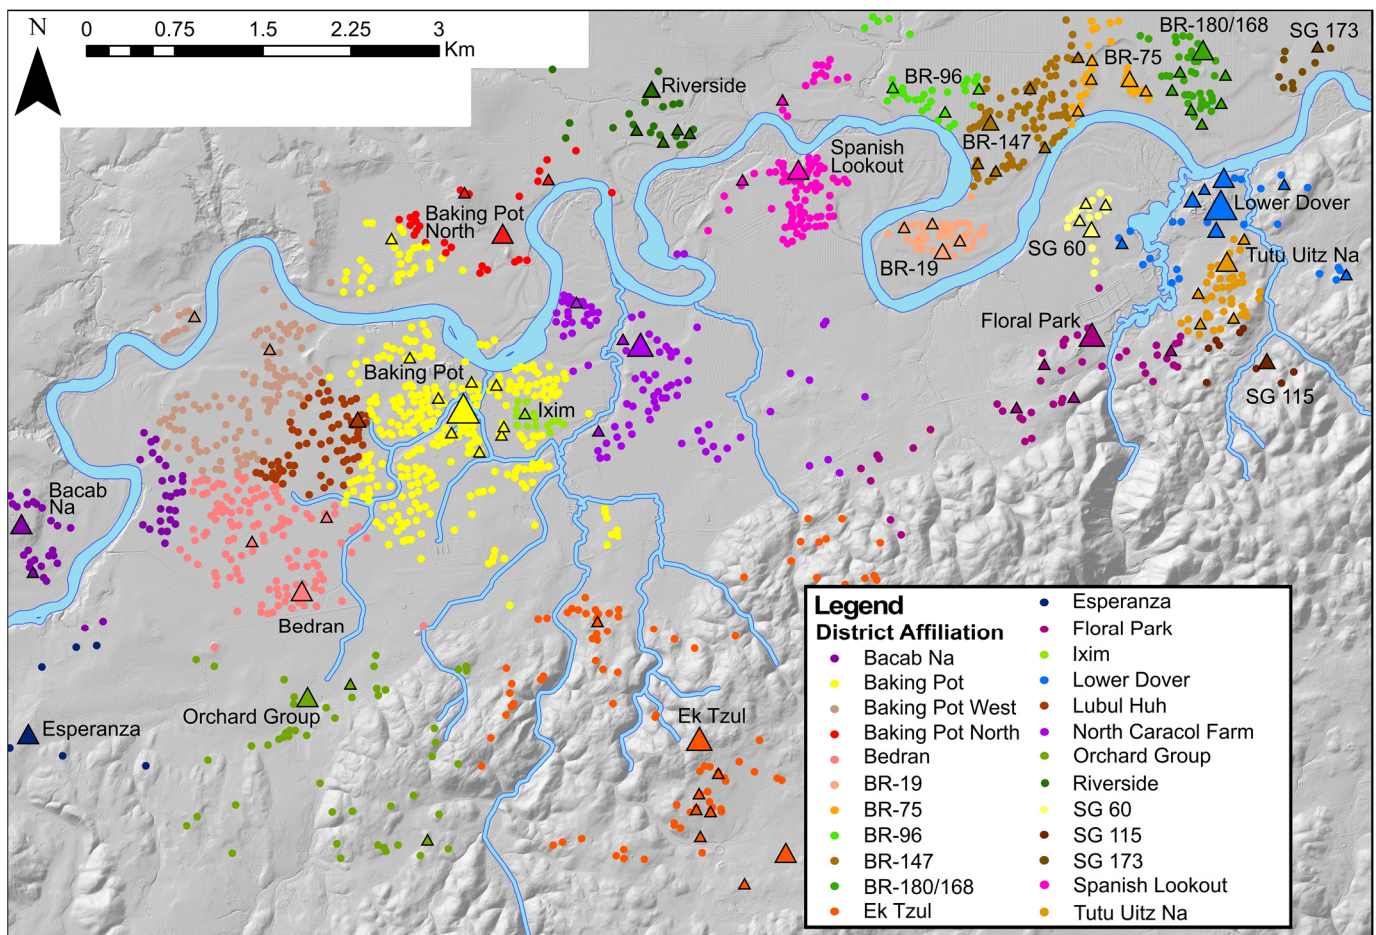 N
0 0.75 1.5 2.25 3
Km
BR-180/168
SG 173
BR-75
BR-96
Riverside
BR-147
Spanish
Lookout
Baking Pot
North
Lower Dover
SG 60
Tutu Uitz Na
BR-19
Floral Park
Baking Pot
SG 115
Ixim
Bacab
Na
Bedran
Orchard Group
Ek Tzul
Esperanza
Legend
District Affiliation
Bacab Na
Baking Pot
Baking Pot West
Baking Pot North
Bedran
BR-19
BR-75
BR-96
BR-147
BR-180/168
Ek Tzul
Esperanza
Floral Park
Ixim
Lower Dover
Lubul Huh
North Caracol Farm
Orchard Group
Riverside
SG 60
SG 115
SG 173
Spanish Lookout
Tutu Uitz Na